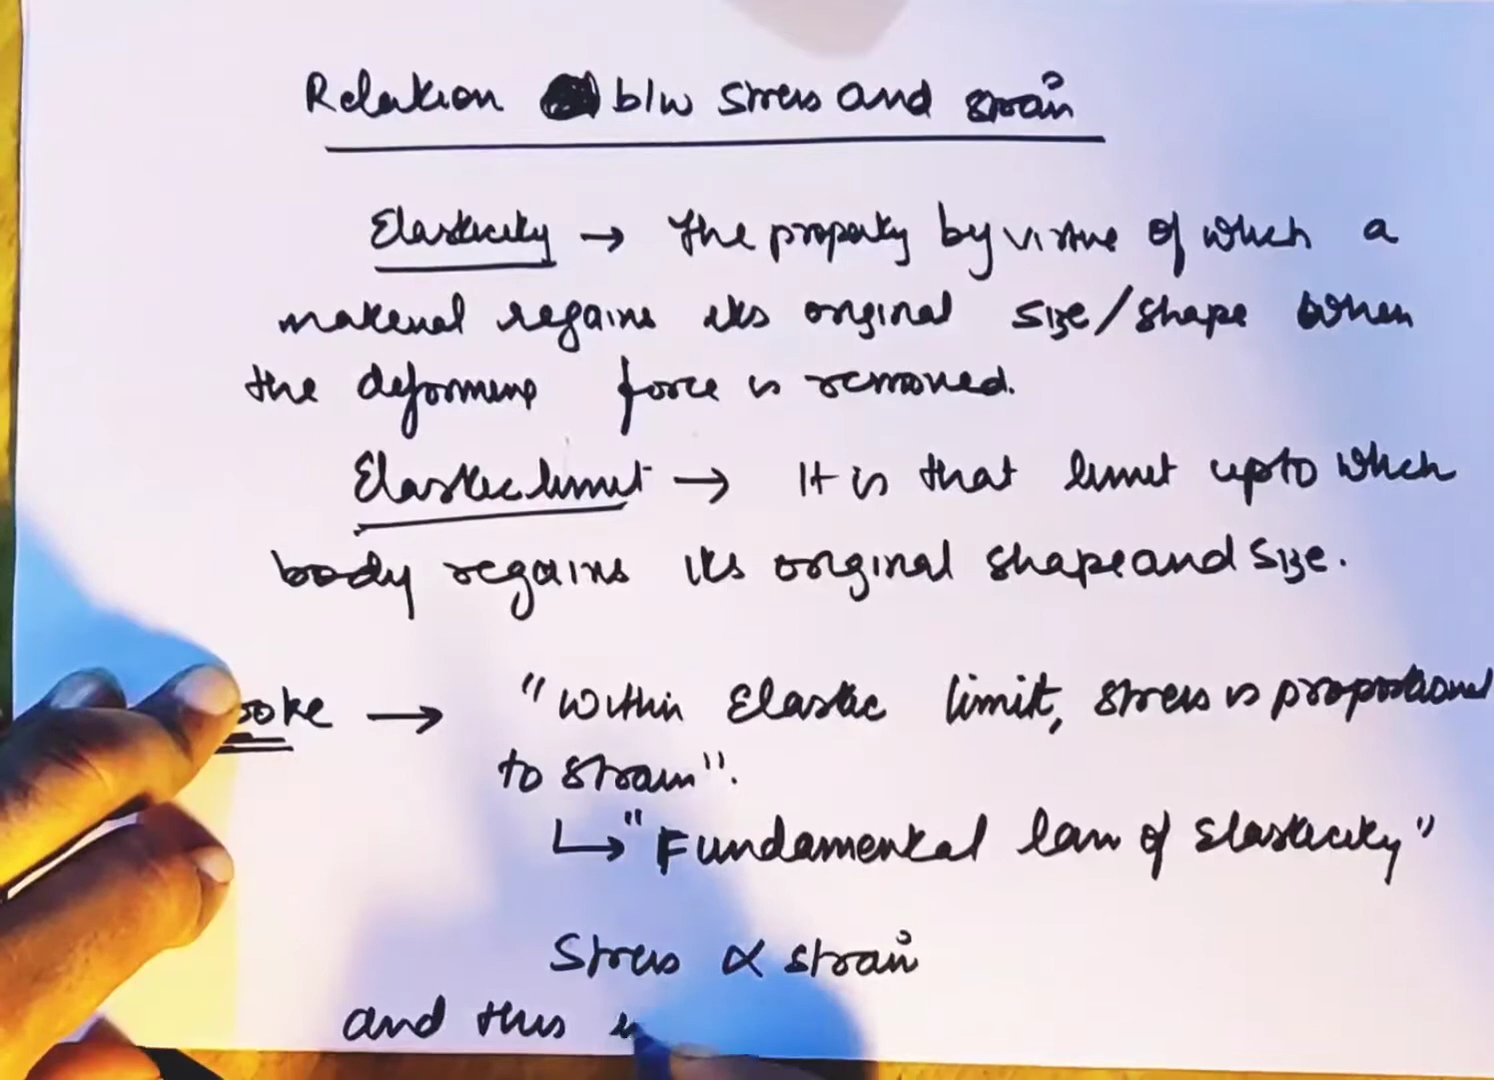 Relation b/w stress and strain
Elasticity → The property by virtue of which a
material regains its original size/shape when
the deforming force is removed.
Elastic limit → It is that limit upto which
body regains its original shape and size.
ooke → "Within Elastic limit, stress is proportional
to strain".
↳ "Fundamental law of Elasticity"
Stress ∝ strain
and this